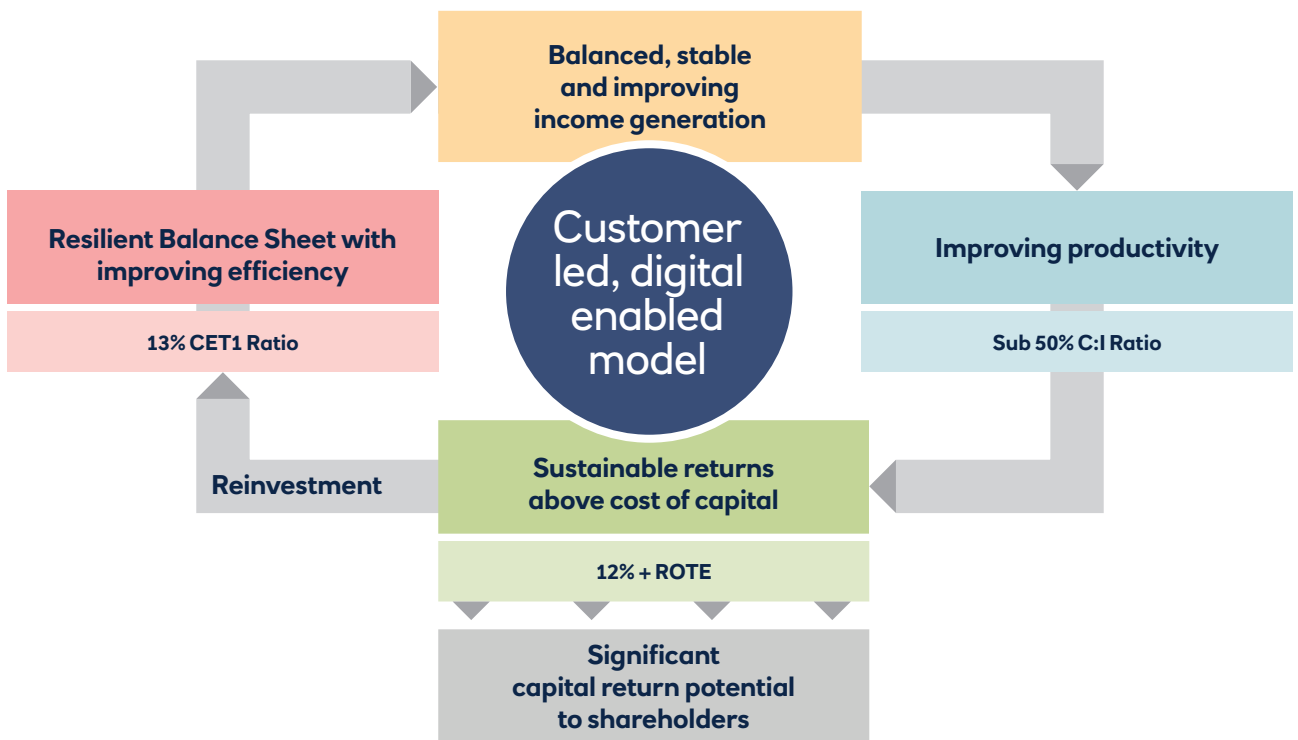 Balanced, stable
and improving
income generation
Resilient Balance Sheet with
improving efficiency
13% CET1 Ratio
Customer
led, digital
enabled
model
Improving productivity
Sub 50% C:I Ratio
Reinvestment
Sustainable returns
above cost of capital
12% + ROTE
Significant
capital return potential
to shareholders